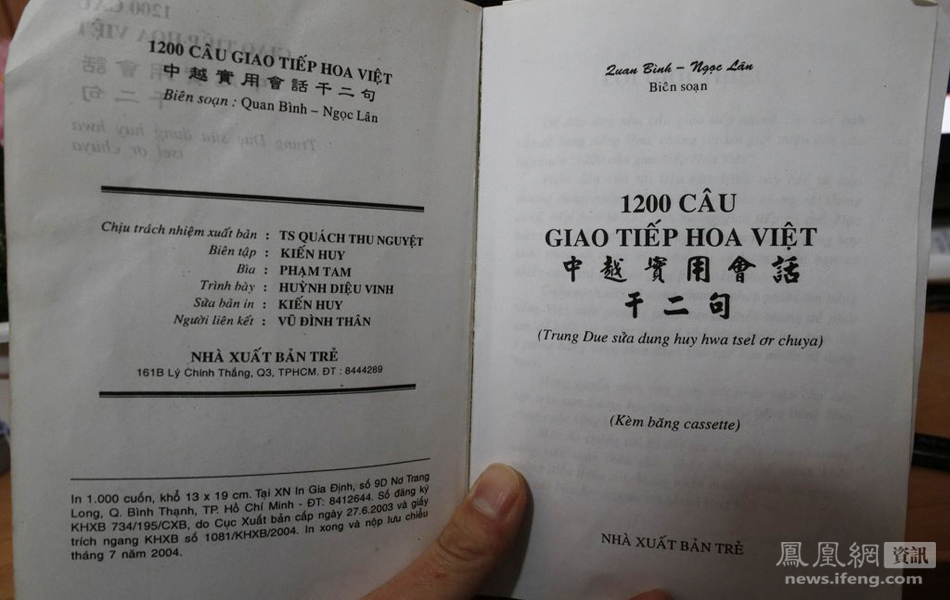 1200 CÂU GIAO TIẾP HOA VIỆT
中越實用會話千二句
Biên soạn : Quan Bình – Ngọc Lân
Chịu trách nhiệm xuất bản : TS QUÁCH THU NGUYỆT
Biên tập : KIẾN HUY
Bìa : PHẠM TAM
Trình bày : HUỲNH DIỆU VINH
Sửa bản in : KIẾN HUY
Người liên kết : VŨ ĐÌNH THÂN
NHÀ XUẤT BẢN TRẺ
161B Lý Chính Thắng, Q3, TPHCM. ĐT : 8444289
In 1.000 cuốn, khổ 13 x 19 cm. Tại XN In Gia Định, số 9D Nơ Trang
Long, Q. Bình Thạnh, TP. Hồ Chí Minh - ĐT: 8412644. Số đăng ký
KHXB 734/195/CXB, do Cục Xuất bản cấp ngày 27.6.2003 và giấy
trích ngang KHXB số 1081/KHXB/2004. In xong và nộp lưu chiểu
tháng 7 năm 2004.
Quan Bình – Ngọc Lân
Biên soạn
1200 CÂU
GIAO TIẾP HOA VIỆT
中越實用會話
千二句
(Trung Due sửa dung huy hwa tsel ơr chuya)
(Kèm băng cassette)
NHÀ XUẤT BẢN TRẺ
鳳凰網 資訊
news.ifeng.com